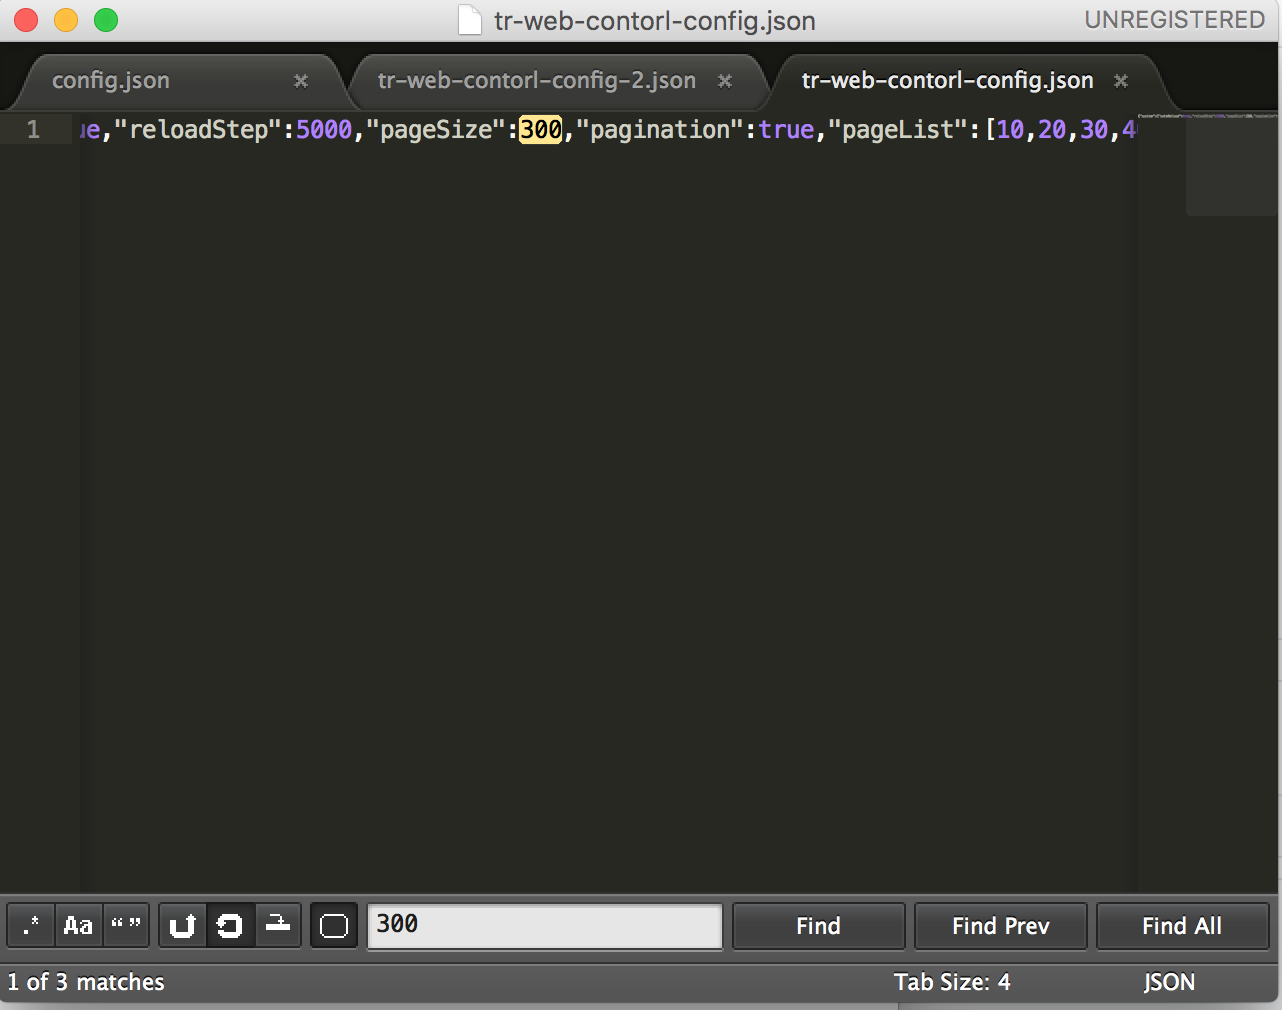 tr-web-contorl-config.json
UNREGISTERED
config.json
tr-web-contorl-config-2.json
tr-web-contorl-config.json
1 ue,"reloadStep":5000,"pageSize":300,"pagination":true,"pageList":[10,20,30,4
.* Aa “ ” 300 Find Find Prev Find All
1 of 3 matches Tab Size: 4 JSON